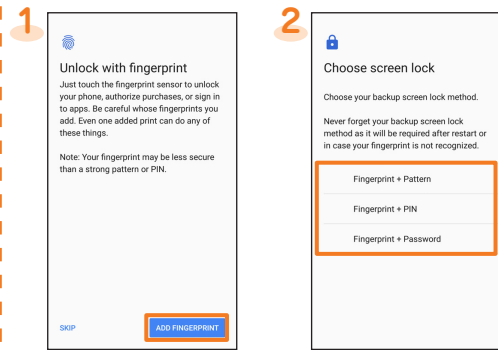 1
Unlock with fingerprint
Just touch the fingerprint sensor to unlock
your phone, authorize purchases, or sign in
to apps. Be careful whose fingerprints you
add. Even one added print can do any of
these things.
Note: Your fingerprint may be less secure
than a strong pattern or PIN.
SKIP
ADD FINGERPRINT
2
Choose screen lock
Choose your backup screen lock method.
Never forget your backup screen lock
method as it will be required after restart or
in case your fingerprint is not recognized.
Fingerprint + Pattern
Fingerprint + PIN
Fingerprint + Password